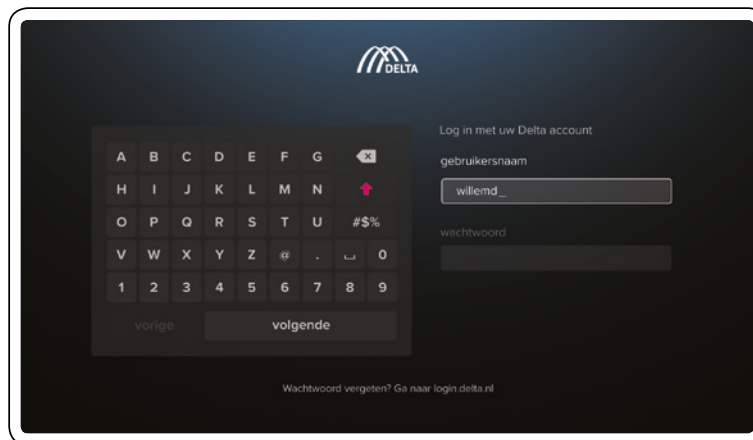 DELTA
Log in met uw Delta account
gebruikersnaam
willemd_
wachtwoord
A B C D E F G
H I J K L M N
O P Q R S T U #$%
V W X Y Z @ . ⎵ 0
1 2 3 4 5 6 7 8 9
vorige volgende
Wachtwoord vergeten? Ga naar login.delta.nl